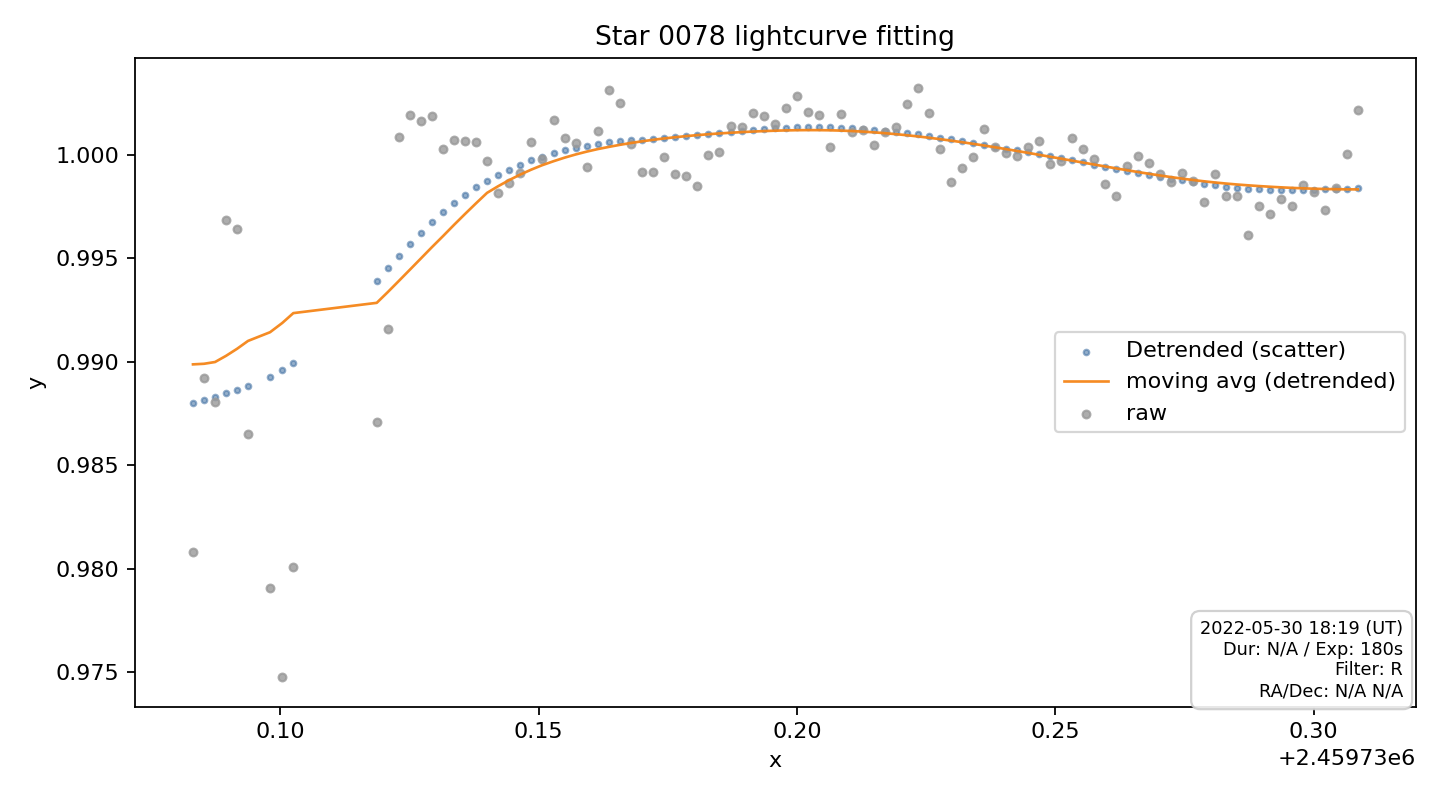 Star 0078 lightcurve fitting
1.000
0.995
0.990
0.985
0.980
0.975
y
Detrended (scatter)
moving avg (detrended)
raw
2022-05-30 18:19 (UT)
Dur: N/A / Exp: 180s
Filter: R
RA/Dec: N/A N/A
0.10 0.15 0.20 0.25 0.30
x
+2.45973e6